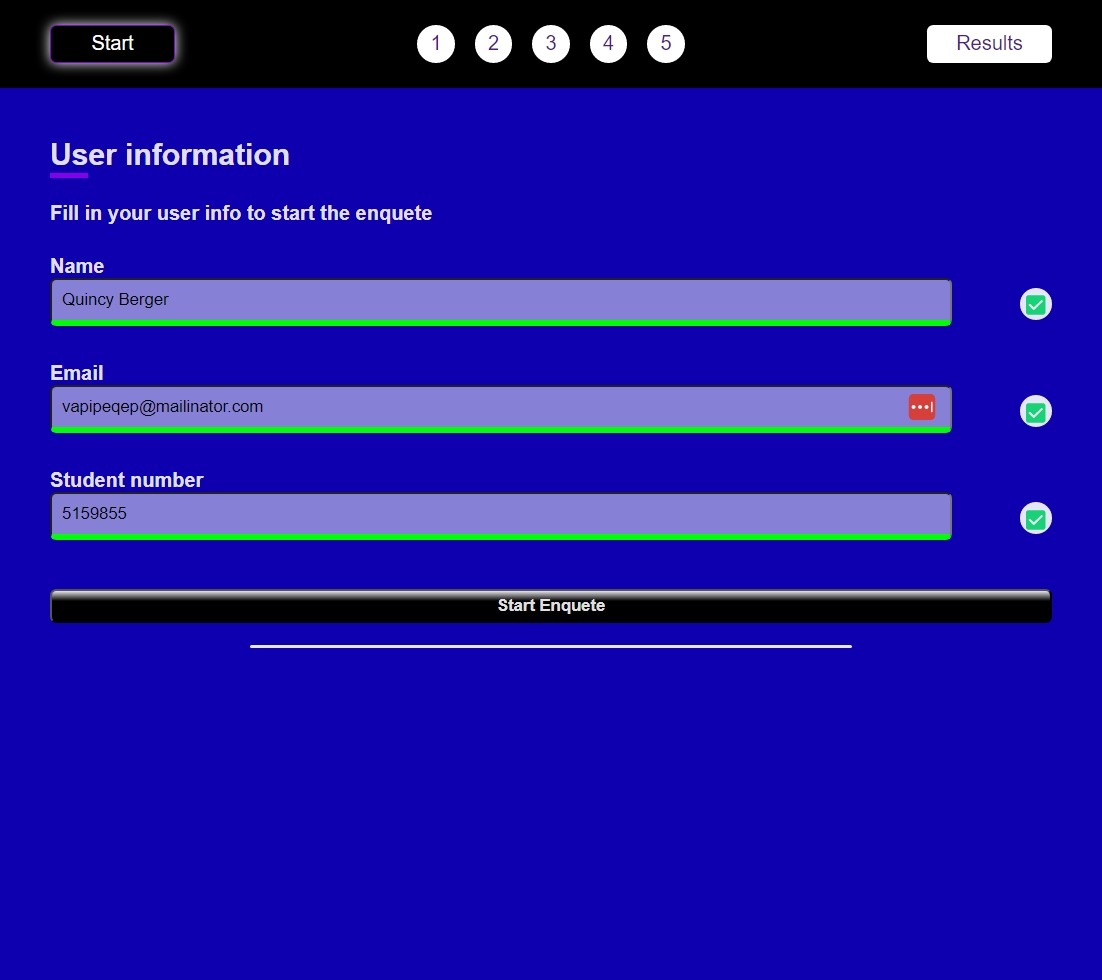 Start 1 2 3 4 5 Results
User information
Fill in your user info to start the enquete
Name
Quincy Berger
Email
vapipeqep@mailinator.com
Student number
5159855
Start Enquete